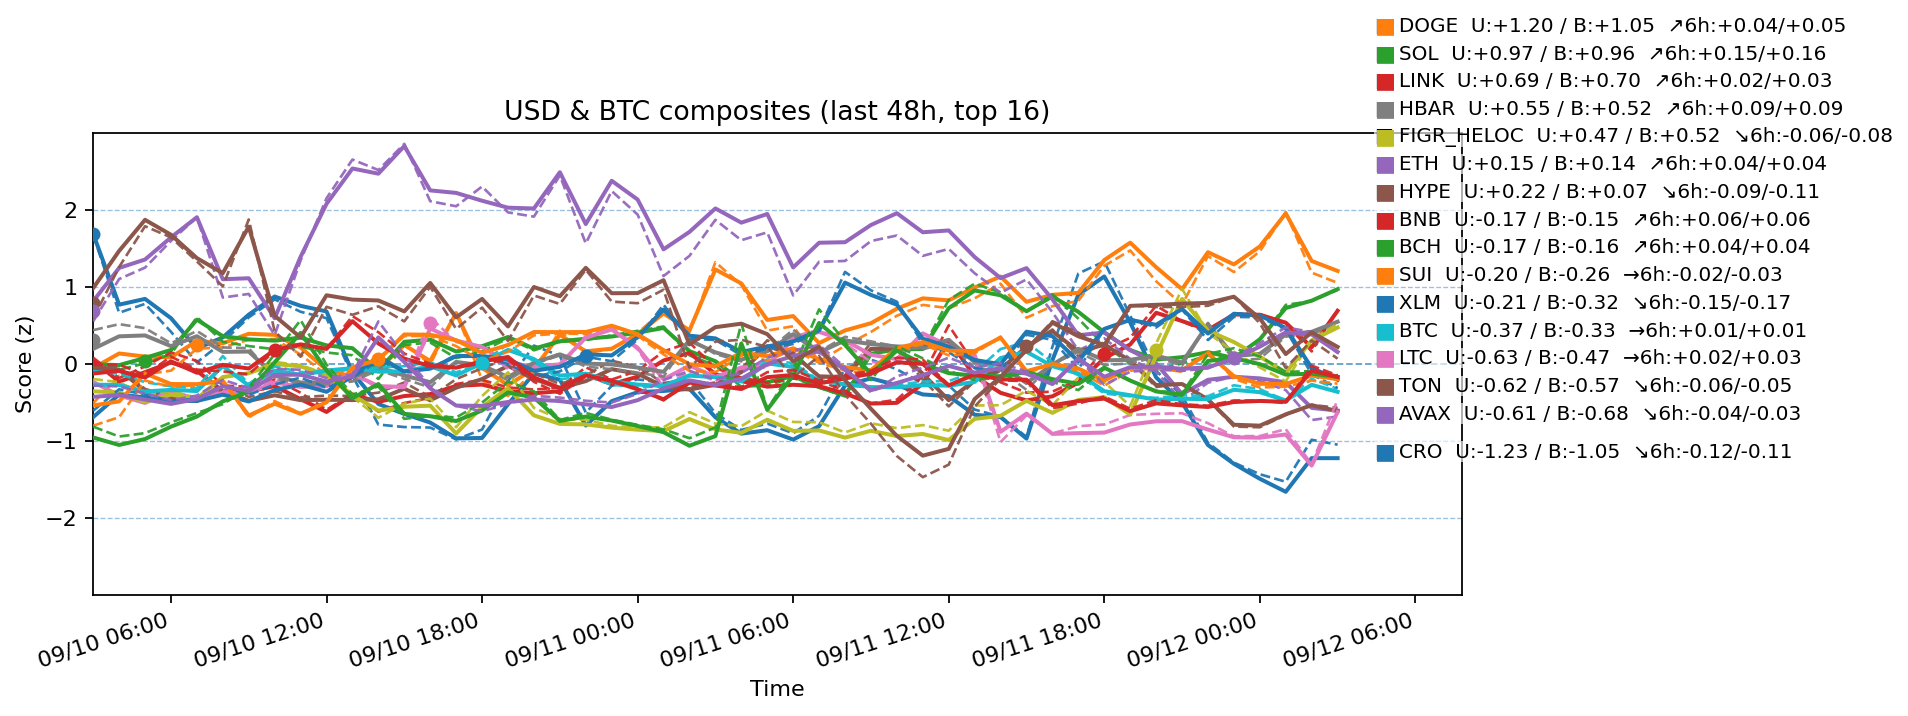 DOGE U:+1.20 / B:+1.05 ↗6h:+0.04/+0.05
SOL U:+0.97 / B:+0.96 ↗6h:+0.15/+0.16
LINK U:+0.69 / B:+0.70 ↗6h:+0.02/+0.03
HBAR U:+0.55 / B:+0.52 ↗6h:+0.09/+0.09
FIGR_HELOC U:+0.47 / B:+0.52 ↘6h:-0.06/-0.08
ETH U:+0.15 / B:+0.14 ↗6h:+0.04/+0.04
HYPE U:+0.22 / B:+0.07 ↘6h:-0.09/-0.11
BNB U:-0.17 / B:-0.15 ↗6h:+0.06/+0.06
BCH U:-0.17 / B:-0.16 ↗6h:+0.04/+0.04
SUI U:-0.20 / B:-0.26 →6h:-0.02/-0.03
XLM U:-0.21 / B:-0.32 ↘6h:-0.15/-0.17
BTC U:-0.37 / B:-0.33 →6h:+0.01/+0.01
LTC U:-0.63 / B:-0.47 →6h:+0.02/+0.03
TON U:-0.62 / B:-0.57 ↘6h:-0.06/-0.05
AVAX U:-0.61 / B:-0.68 ↘6h:-0.04/-0.03
CRO U:-1.23 / B:-1.05 ↘6h:-0.12/-0.11
USD & BTC composites (last 48h, top 16)
Score (z)
2
1
0
−1
−2
09/10 06:00
09/10 12:00
09/10 18:00
09/11 00:00
09/11 06:00
09/11 12:00
09/11 18:00
09/12 00:00
09/12 06:00
Time